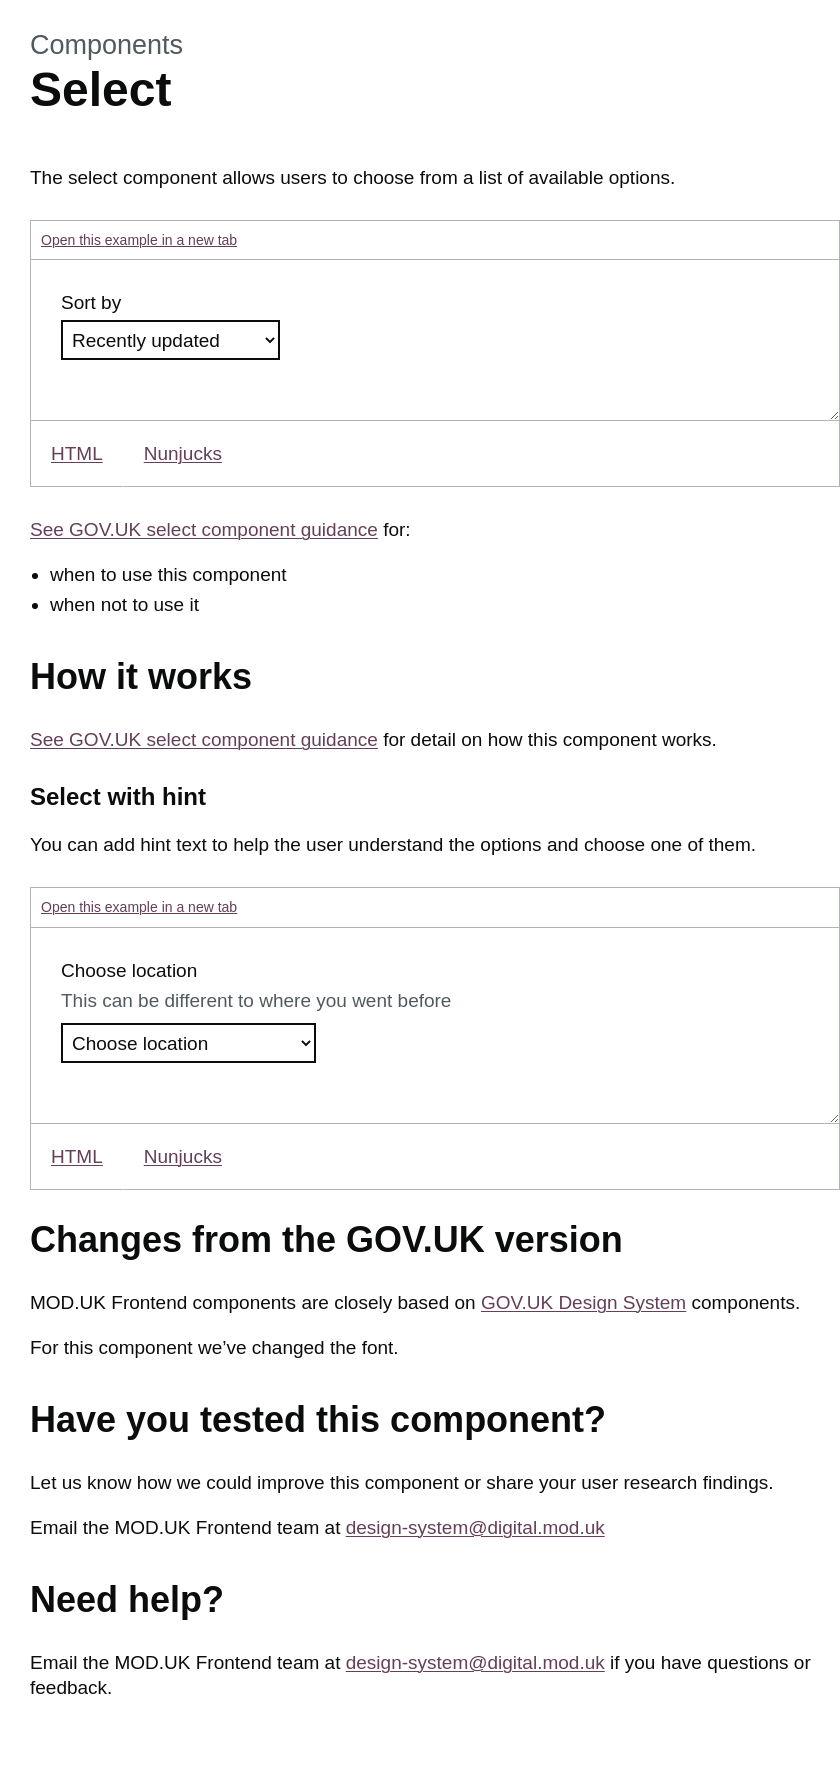 Components
Select
The select component allows users to choose from a list of available options.
Open this example in a new tab
Sort by
Recently updated
HTML Nunjucks
See GOV.UK select component guidance for:
• when to use this component
• when not to use it
How it works
See GOV.UK select component guidance for detail on how this component works.
Select with hint
You can add hint text to help the user understand the options and choose one of them.
Open this example in a new tab
Choose location
This can be different to where you went before
Choose location
HTML Nunjucks
Changes from the GOV.UK version
MOD.UK Frontend components are closely based on GOV.UK Design System components.
For this component we’ve changed the font.
Have you tested this component?
Let us know how we could improve this component or share your user research findings.
Email the MOD.UK Frontend team at design-system@digital.mod.uk
Need help?
Email the MOD.UK Frontend team at design-system@digital.mod.uk if you have questions or
feedback.